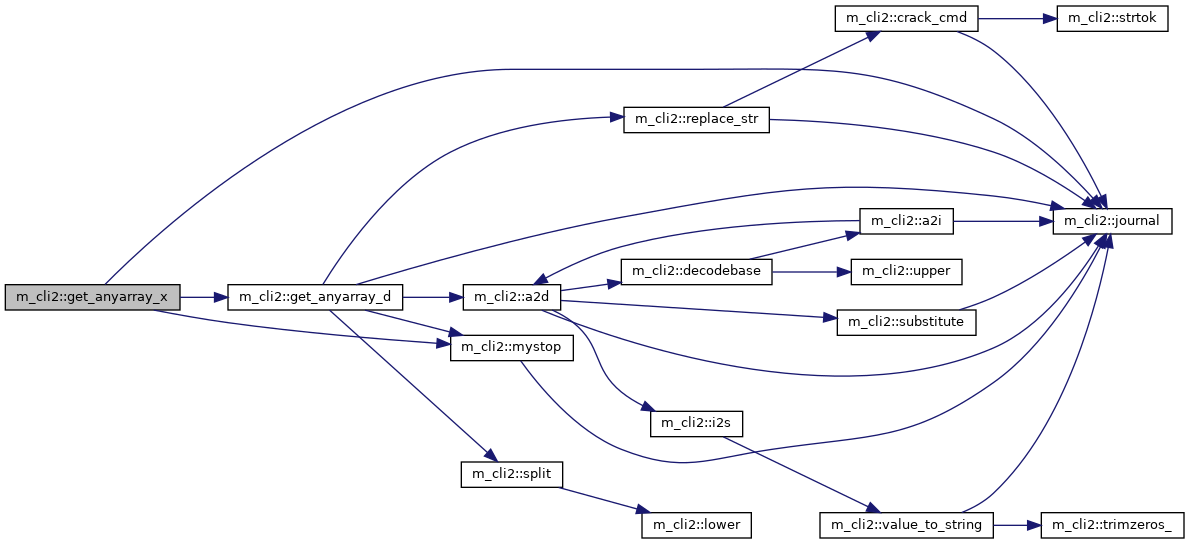 m_cli2::crack_cmd
m_cli2::strtok
m_cli2::replace_str
m_cli2::a2i
m_cli2::journal
m_cli2::decodebase
m_cli2::upper
m_cli2::get_anyarray_x
m_cli2::get_anyarray_d
m_cli2::a2d
m_cli2::substitute
m_cli2::mystop
m_cli2::i2s
m_cli2::split
m_cli2::lower
m_cli2::value_to_string
m_cli2::trimzeros_